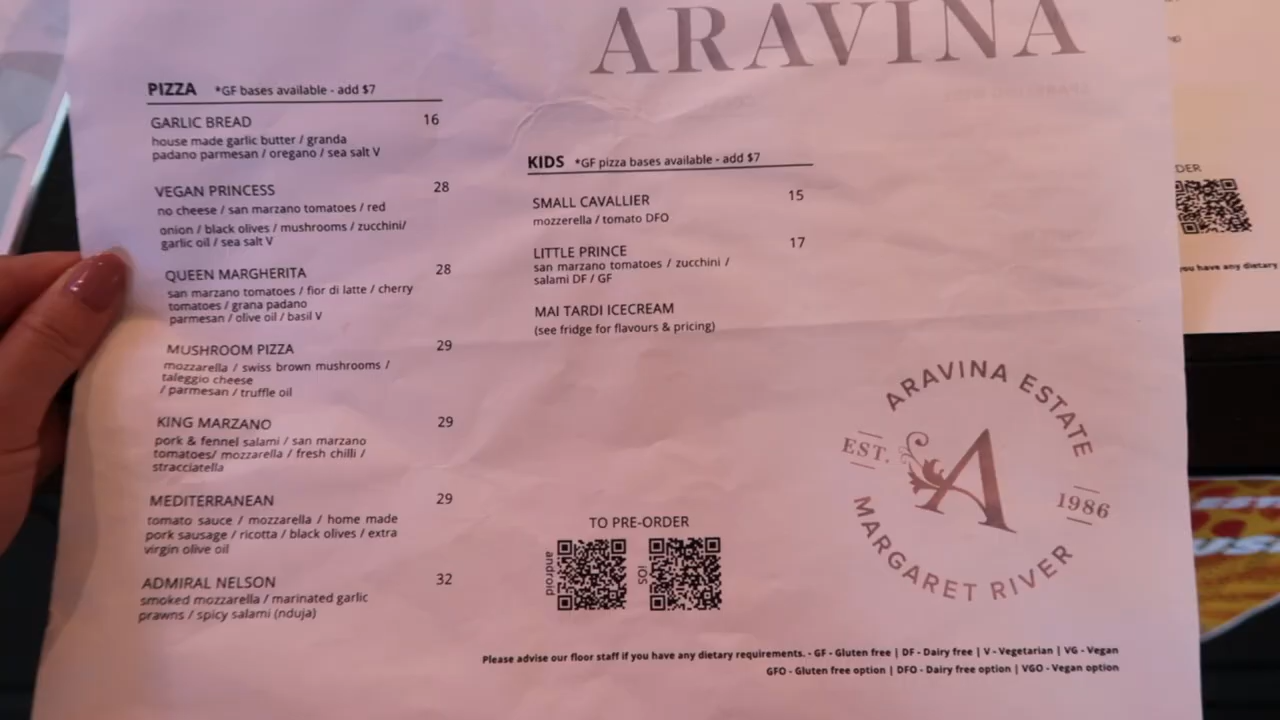 ARAVINA
PIZZA *GF bases available - add $7
GARLIC BREAD 16
house made garlic butter / granda
padano parmesan / oregano / sea salt V
VEGAN PRINCESS 28
no cheese / san marzano tomatoes / red
onion / black olives / mushrooms / zucchini/
garlic oil / sea salt V
QUEEN MARGHERITA 28
san marzano tomatoes / fior di latte / cherry
tomatoes / grana padano
parmesan / olive oil / basil V
MUSHROOM PIZZA 29
mozzarella / swiss brown mushrooms /
taleggio cheese
/ parmesan / truffle oil
KING MARZANO 29
pork & fennel salami / san marzano
tomatoes/ mozzarella / fresh chilli /
stracciatella
MEDITERRANEAN 29
tomato sauce / mozzarella / home made
pork sausage / ricotta / black olives / extra
virgin olive oil
ADMIRAL NELSON 32
smoked mozzarella / marinated garlic
prawns / spicy salami (nduja)
KIDS *GF pizza bases available - add $7
SMALL CAVALLIER 15
mozzerella / tomato DFO
LITTLE PRINCE 17
san marzano tomatoes / zucchini /
salami DF / GF
MAI TARDI ICECREAM
(see fridge for flavours & pricing)
TO PRE-ORDER
android
iOS
ARAVINA ESTATE
EST. A 1986
MARGARET RIVER
Please advise our floor staff if you have any dietary requirements. - GF - Gluten free | DF - Dairy free | V - Vegetarian | VG - Vegan
GFO - Gluten free option | DFO - Dairy free option | VGO - Vegan option
DER
you have any dietary